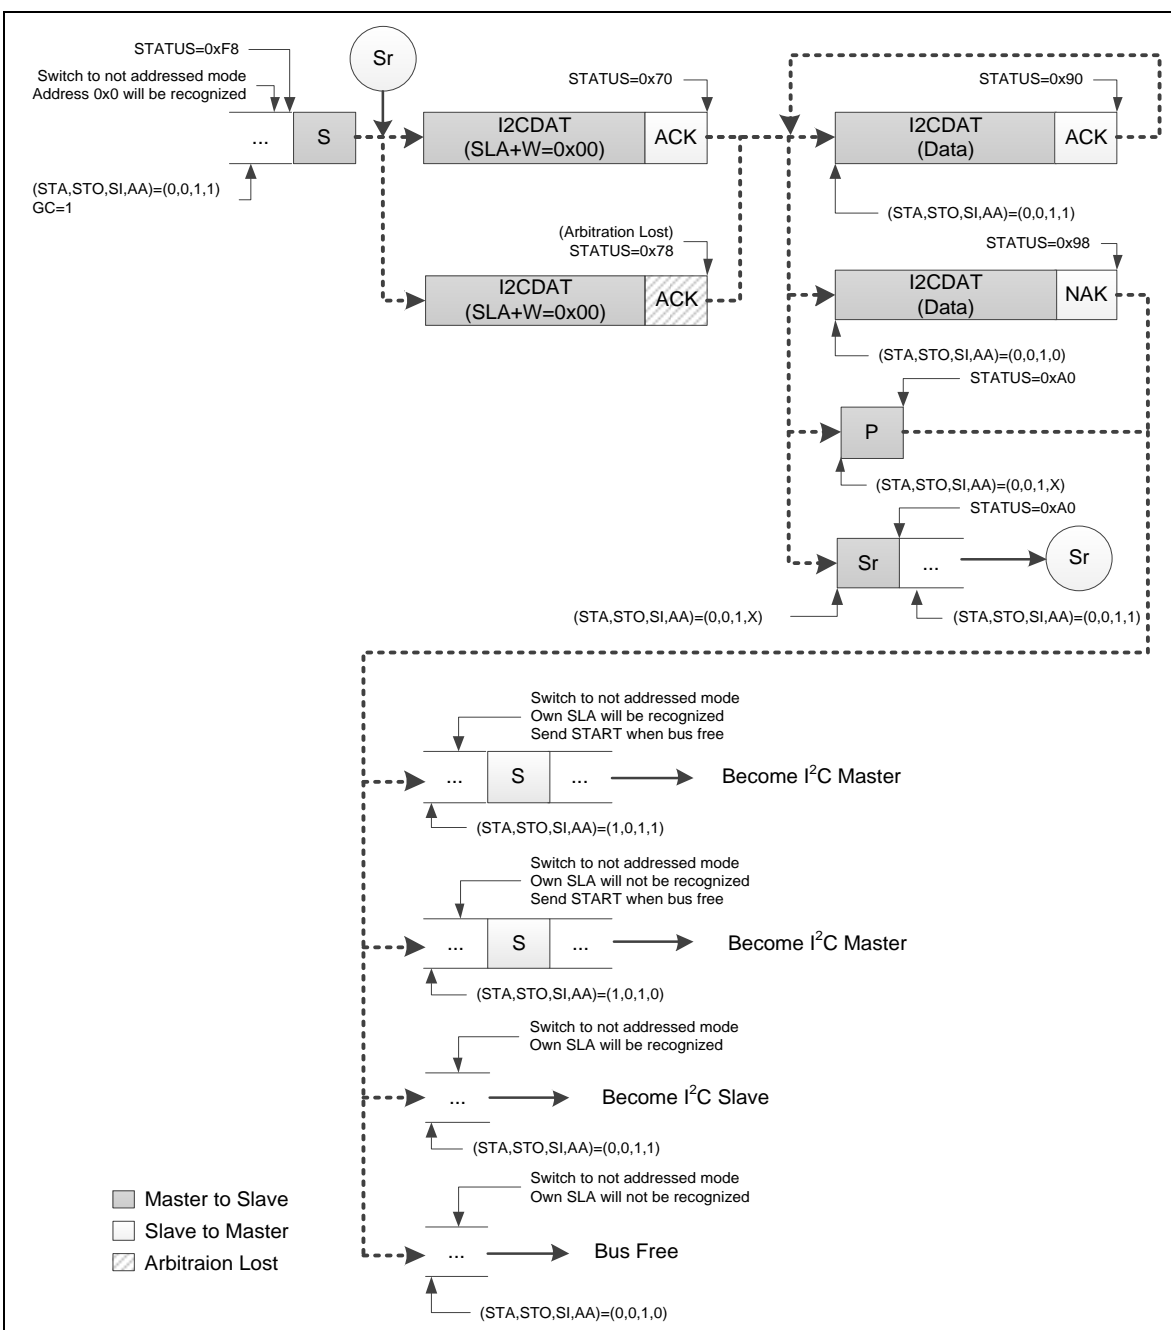 STATUS=0xF8
Switch to not addressed mode
Address 0x0 will be recognized
Sr
...
S
(STA,STO,SI,AA)=(0,0,1,1)
GC=1
STATUS=0x70
I2CDAT
(SLA+W=0x00)
ACK
(Arbitration Lost)
STATUS=0x78
I2CDAT
(SLA+W=0x00)
ACK
STATUS=0x90
I2CDAT
(Data)
ACK
(STA,STO,SI,AA)=(0,0,1,1)
STATUS=0x98
I2CDAT
(Data)
NAK
(STA,STO,SI,AA)=(0,0,1,0)
STATUS=0xA0
P
(STA,STO,SI,AA)=(0,0,1,X)
STATUS=0xA0
Sr
...
Sr
(STA,STO,SI,AA)=(0,0,1,X)
(STA,STO,SI,AA)=(0,0,1,1)
Switch to not addressed mode
Own SLA will be recognized
Send START when bus free
...
S
...
Become I²C Master
(STA,STO,SI,AA)=(1,0,1,1)
Switch to not addressed mode
Own SLA will not be recognized
Send START when bus free
...
S
...
Become I²C Master
(STA,STO,SI,AA)=(1,0,1,0)
Switch to not addressed mode
Own SLA will be recognized
...
Become I²C Slave
(STA,STO,SI,AA)=(0,0,1,1)
Switch to not addressed mode
Own SLA will not be recognized
...
Bus Free
(STA,STO,SI,AA)=(0,0,1,0)
Master to Slave
Slave to Master
Arbitraion Lost